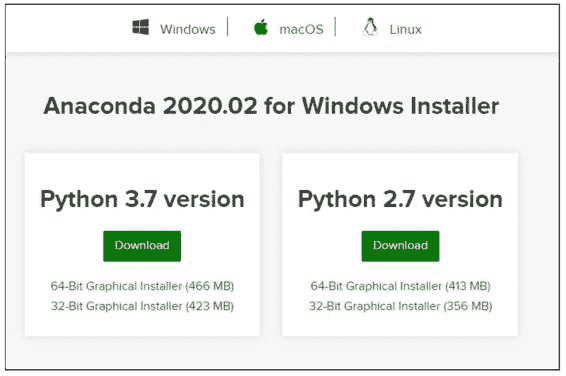 Windows | macOS | Linux
Anaconda 2020.02 for Windows Installer
Python 3.7 version
Download
64-Bit Graphical Installer (466 MB)
32-Bit Graphical Installer (423 MB)
Python 2.7 version
Download
64-Bit Graphical Installer (413 MB)
32-Bit Graphical Installer (356 MB)